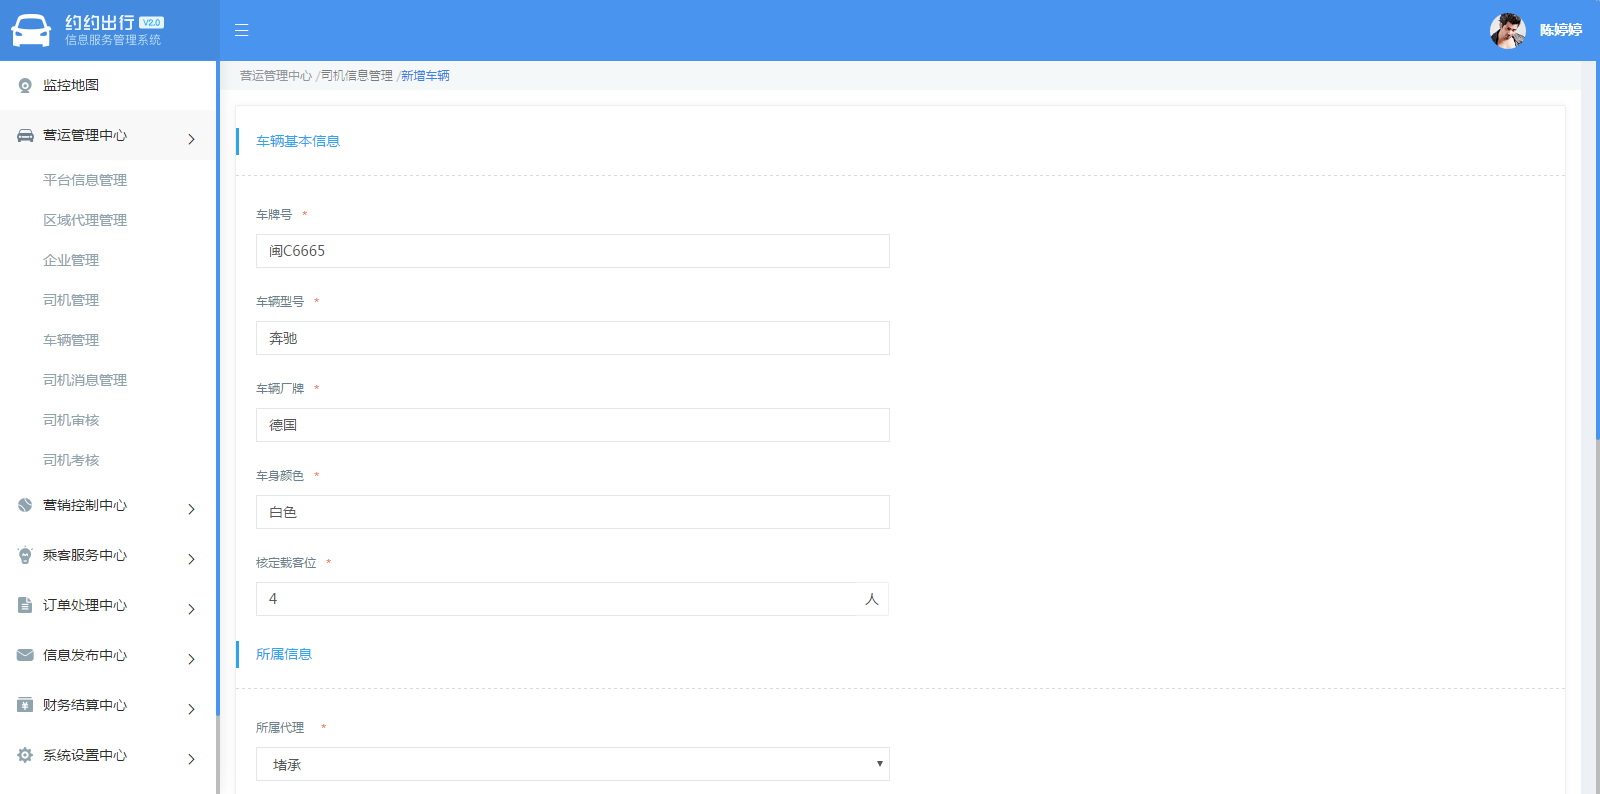 约约出行 V2.0
信息服务管理系统
陈婷婷
监控地图
营运管理中心
平台信息管理
区域代理管理
企业管理
司机管理
车辆管理
司机消息管理
司机审核
司机考核
营销控制中心
乘客服务中心
订单处理中心
信息发布中心
财务结算中心
系统设置中心
营运管理中心 /司机信息管理 /新增车辆
车辆基本信息
车牌号 *
闽C6665
车辆型号 *
奔驰
车辆厂牌 *
德国
车身颜色 *
白色
核定载客位 *
4 人
所属信息
所属代理 *
堵承